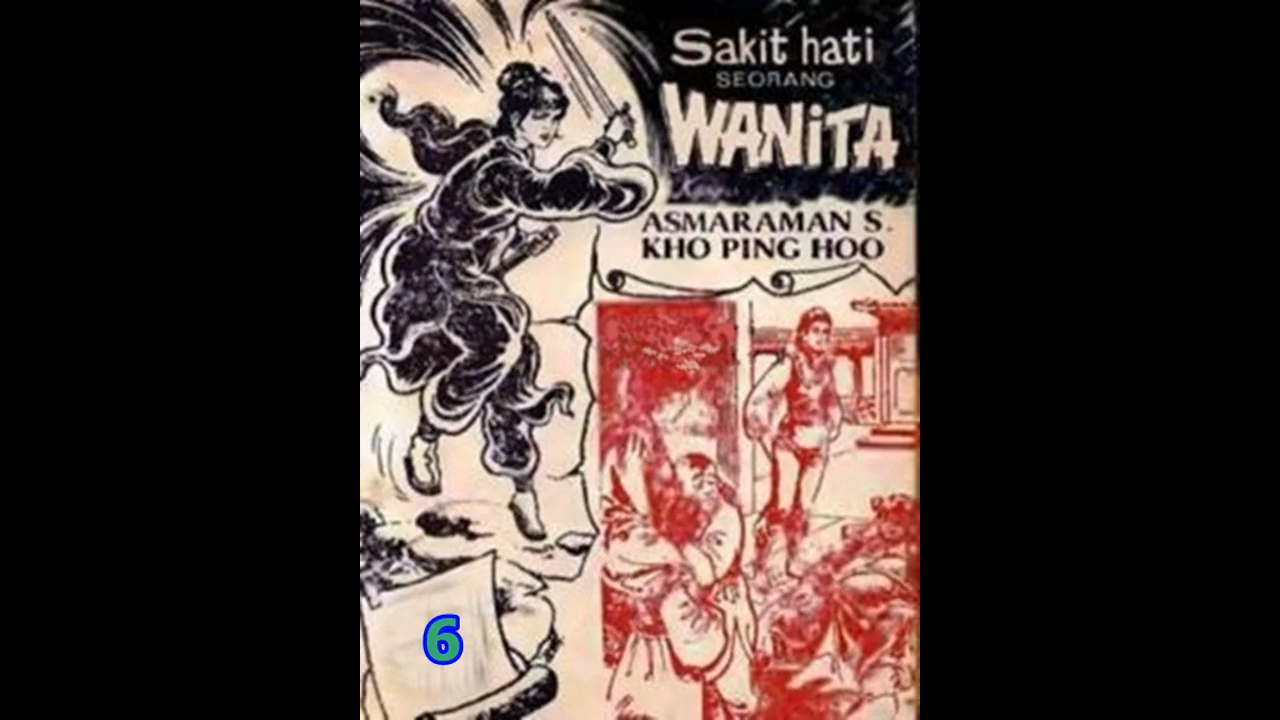 Sakit hati
SEORANG
WANiTA
ASMARAMAN S.
KHO PING HOO
6